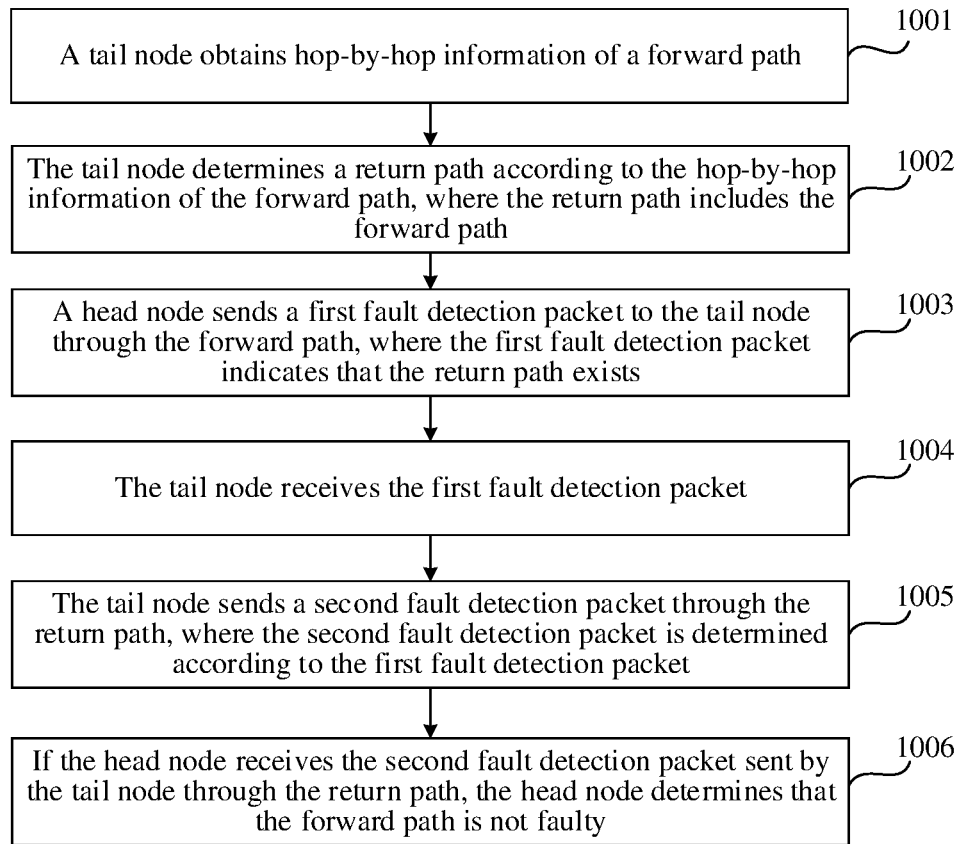 A tail node obtains hop-by-hop information of a forward path
1001
The tail node determines a return path according to the hop-by-hop
information of the forward path, where the return path includes the
forward path
1002
A head node sends a first fault detection packet to the tail node
through the forward path, where the first fault detection packet
indicates that the return path exists
1003
The tail node receives the first fault detection packet
1004
The tail node sends a second fault detection packet through the
return path, where the second fault detection packet is determined
according to the first fault detection packet
1005
If the head node receives the second fault detection packet sent by
the tail node through the return path, the head node determines that
the forward path is not faulty
1006